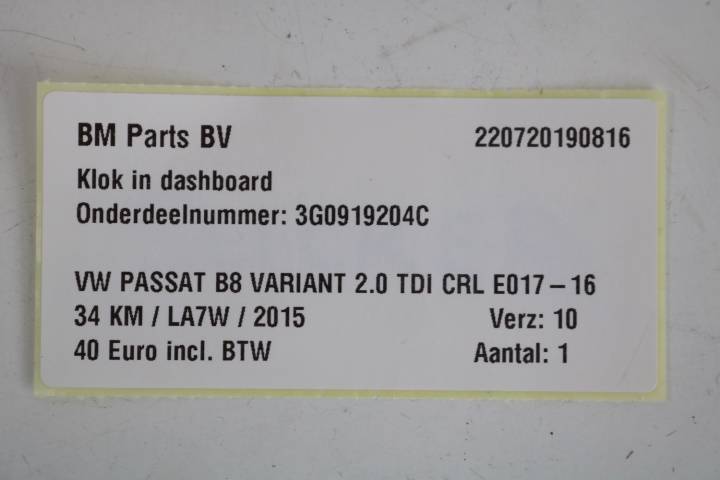 BM Parts BV 220720190816
Klok in dashboard
Onderdeelnummer: 3G0919204C
VW PASSAT B8 VARIANT 2.0 TDI CRL E017-16
34 KM / LA7W / 2015 Verz: 10
40 Euro incl. BTW Aantal: 1